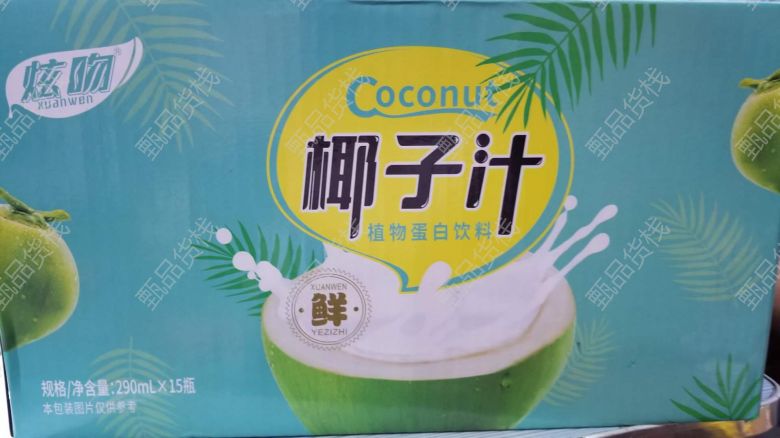 炫吻®
xuanwen
Coconut
椰子汁
植物蛋白饮料
XUANWEN
鲜
YEZIZHI
规格/净含量:290mL×15瓶
本包装图片仅供参考
甄品货栈